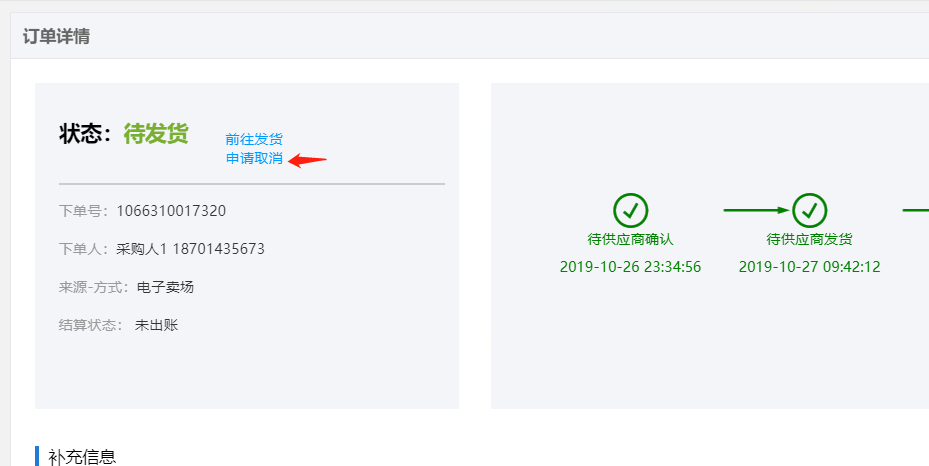 订单详情
状态：待发货
前往发货
申请取消
下单号：1066310017320
下单人：采购人1 18701435673
来源-方式：电子卖场
结算状态： 未出账
待供应商确认
2019-10-26 23:34:56
待供应商发货
2019-10-27 09:42:12
补充信息